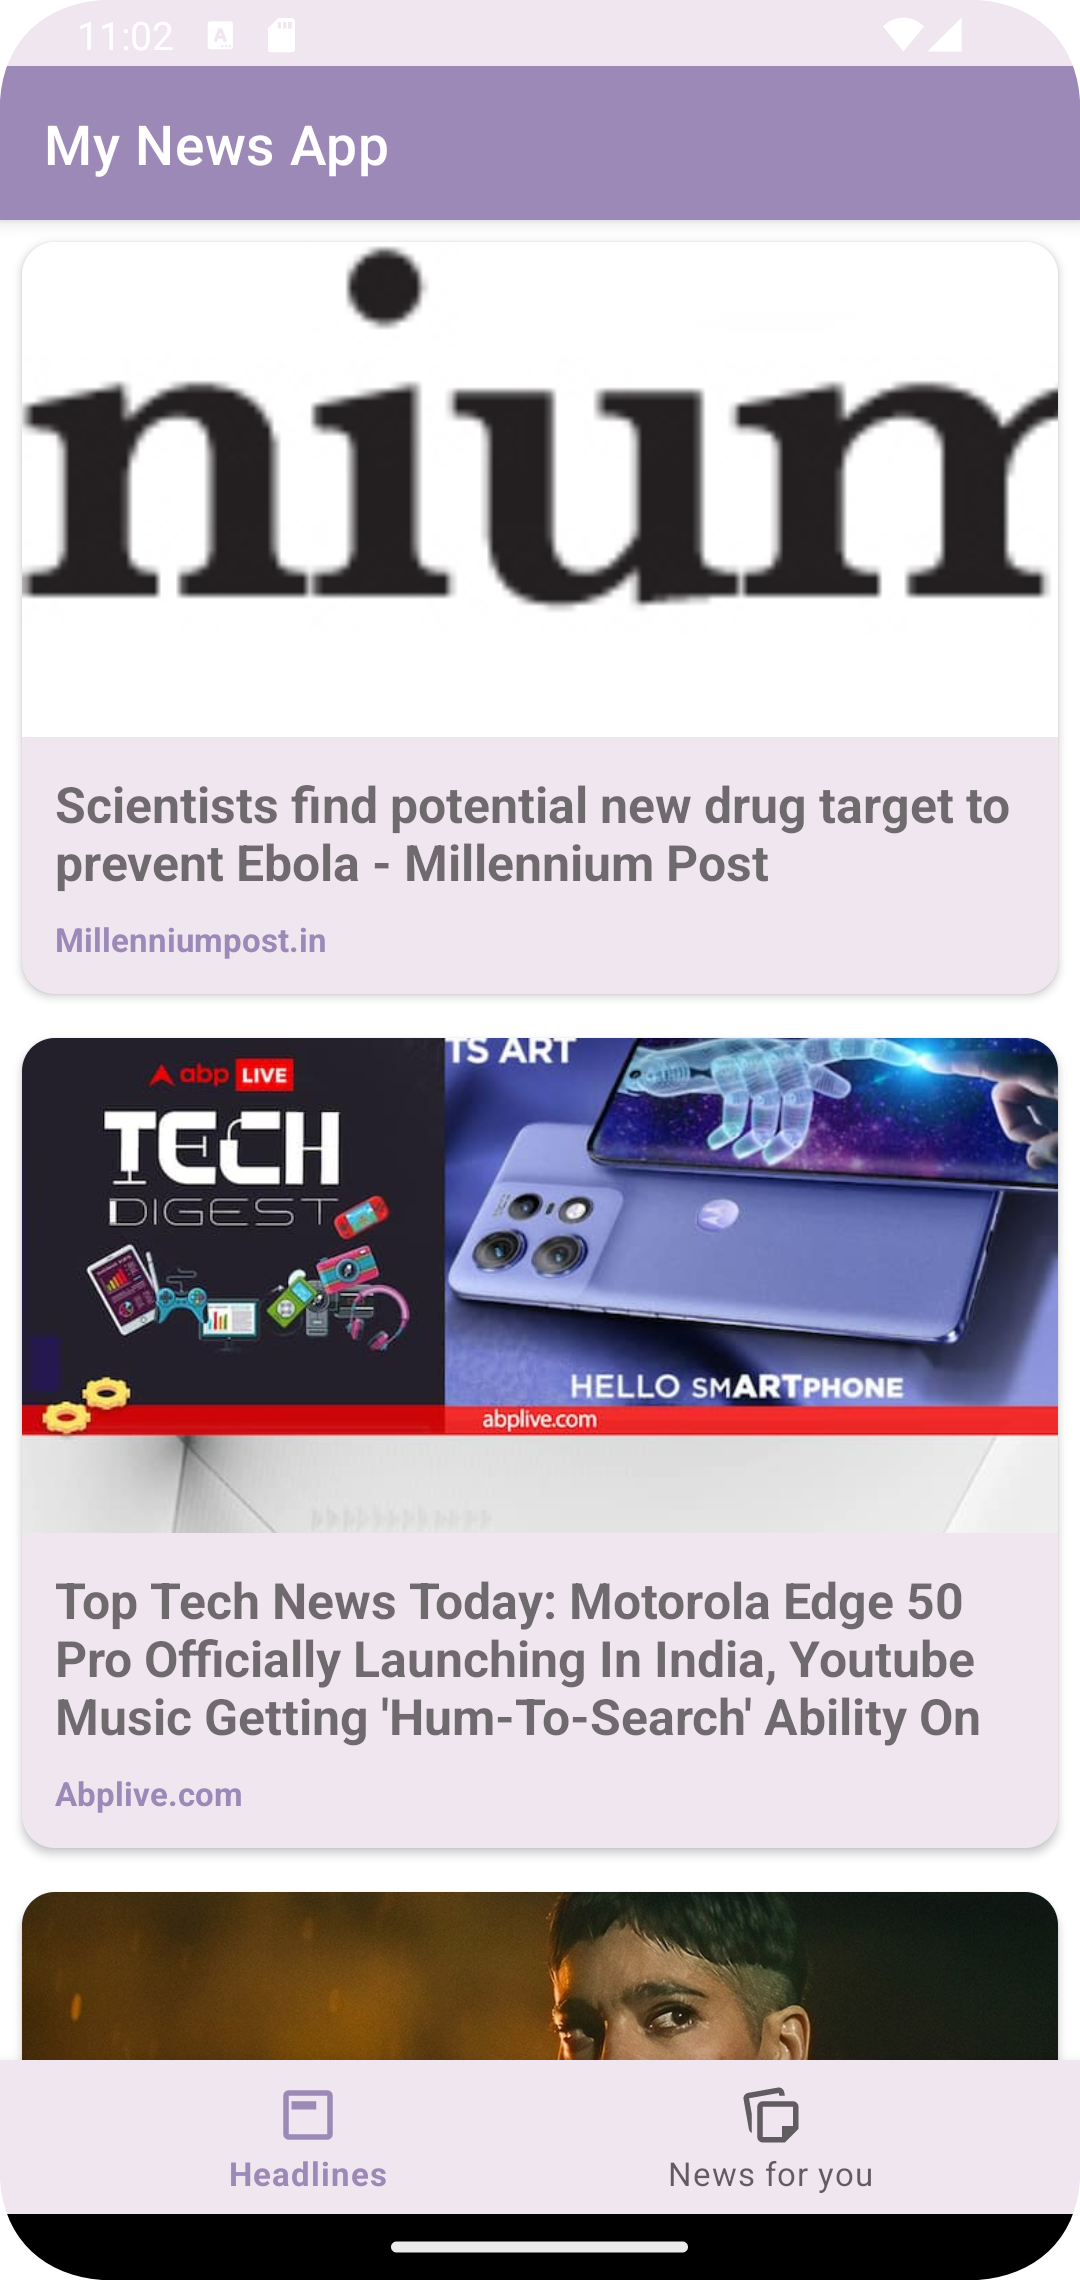 11:02
My News App
nium
Scientists find potential new drug target to
prevent Ebola - Millennium Post
Millenniumpost.in
abp LIVE
TECH
DIGEST
TS ART
HELLO SMARTPHONE
abplive.com
Top Tech News Today: Motorola Edge 50
Pro Officially Launching In India, Youtube
Music Getting 'Hum-To-Search' Ability On
Abplive.com
Headlines
News for you